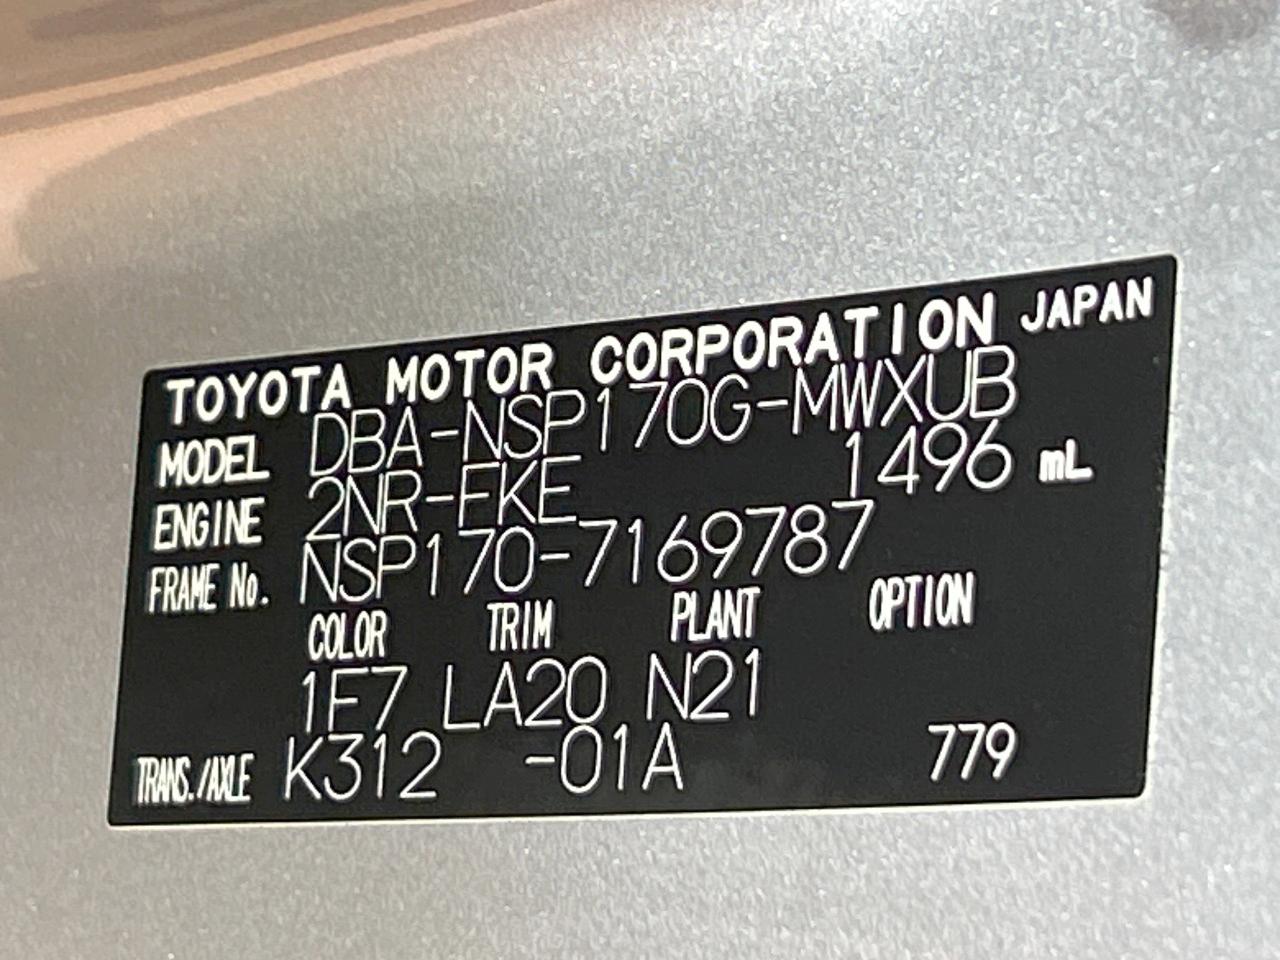 TOYOTA MOTOR CORPORATION JAPAN
MODEL DBA-NSP170G-MWXUB
ENGINE 2NR-FKE 1496 mL
FRAME No. NSP170-7169787
COLOR TRIM PLANT OPTION
1F7 LA20 N21
TRANS./AXLE K312 -01A 779